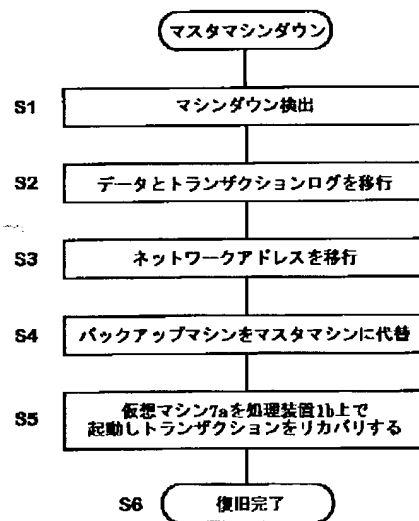 マスタマシンダウン
S1 マシンダウン検出
S2 データとトランザクションログを移行
S3 ネットワークアドレスを移行
S4 バックアップマシンをマスタマシンに代替
S5 仮想マシン7aを処理装置1b上で
起動しトランザクションをリカバリする
S6 復旧完了